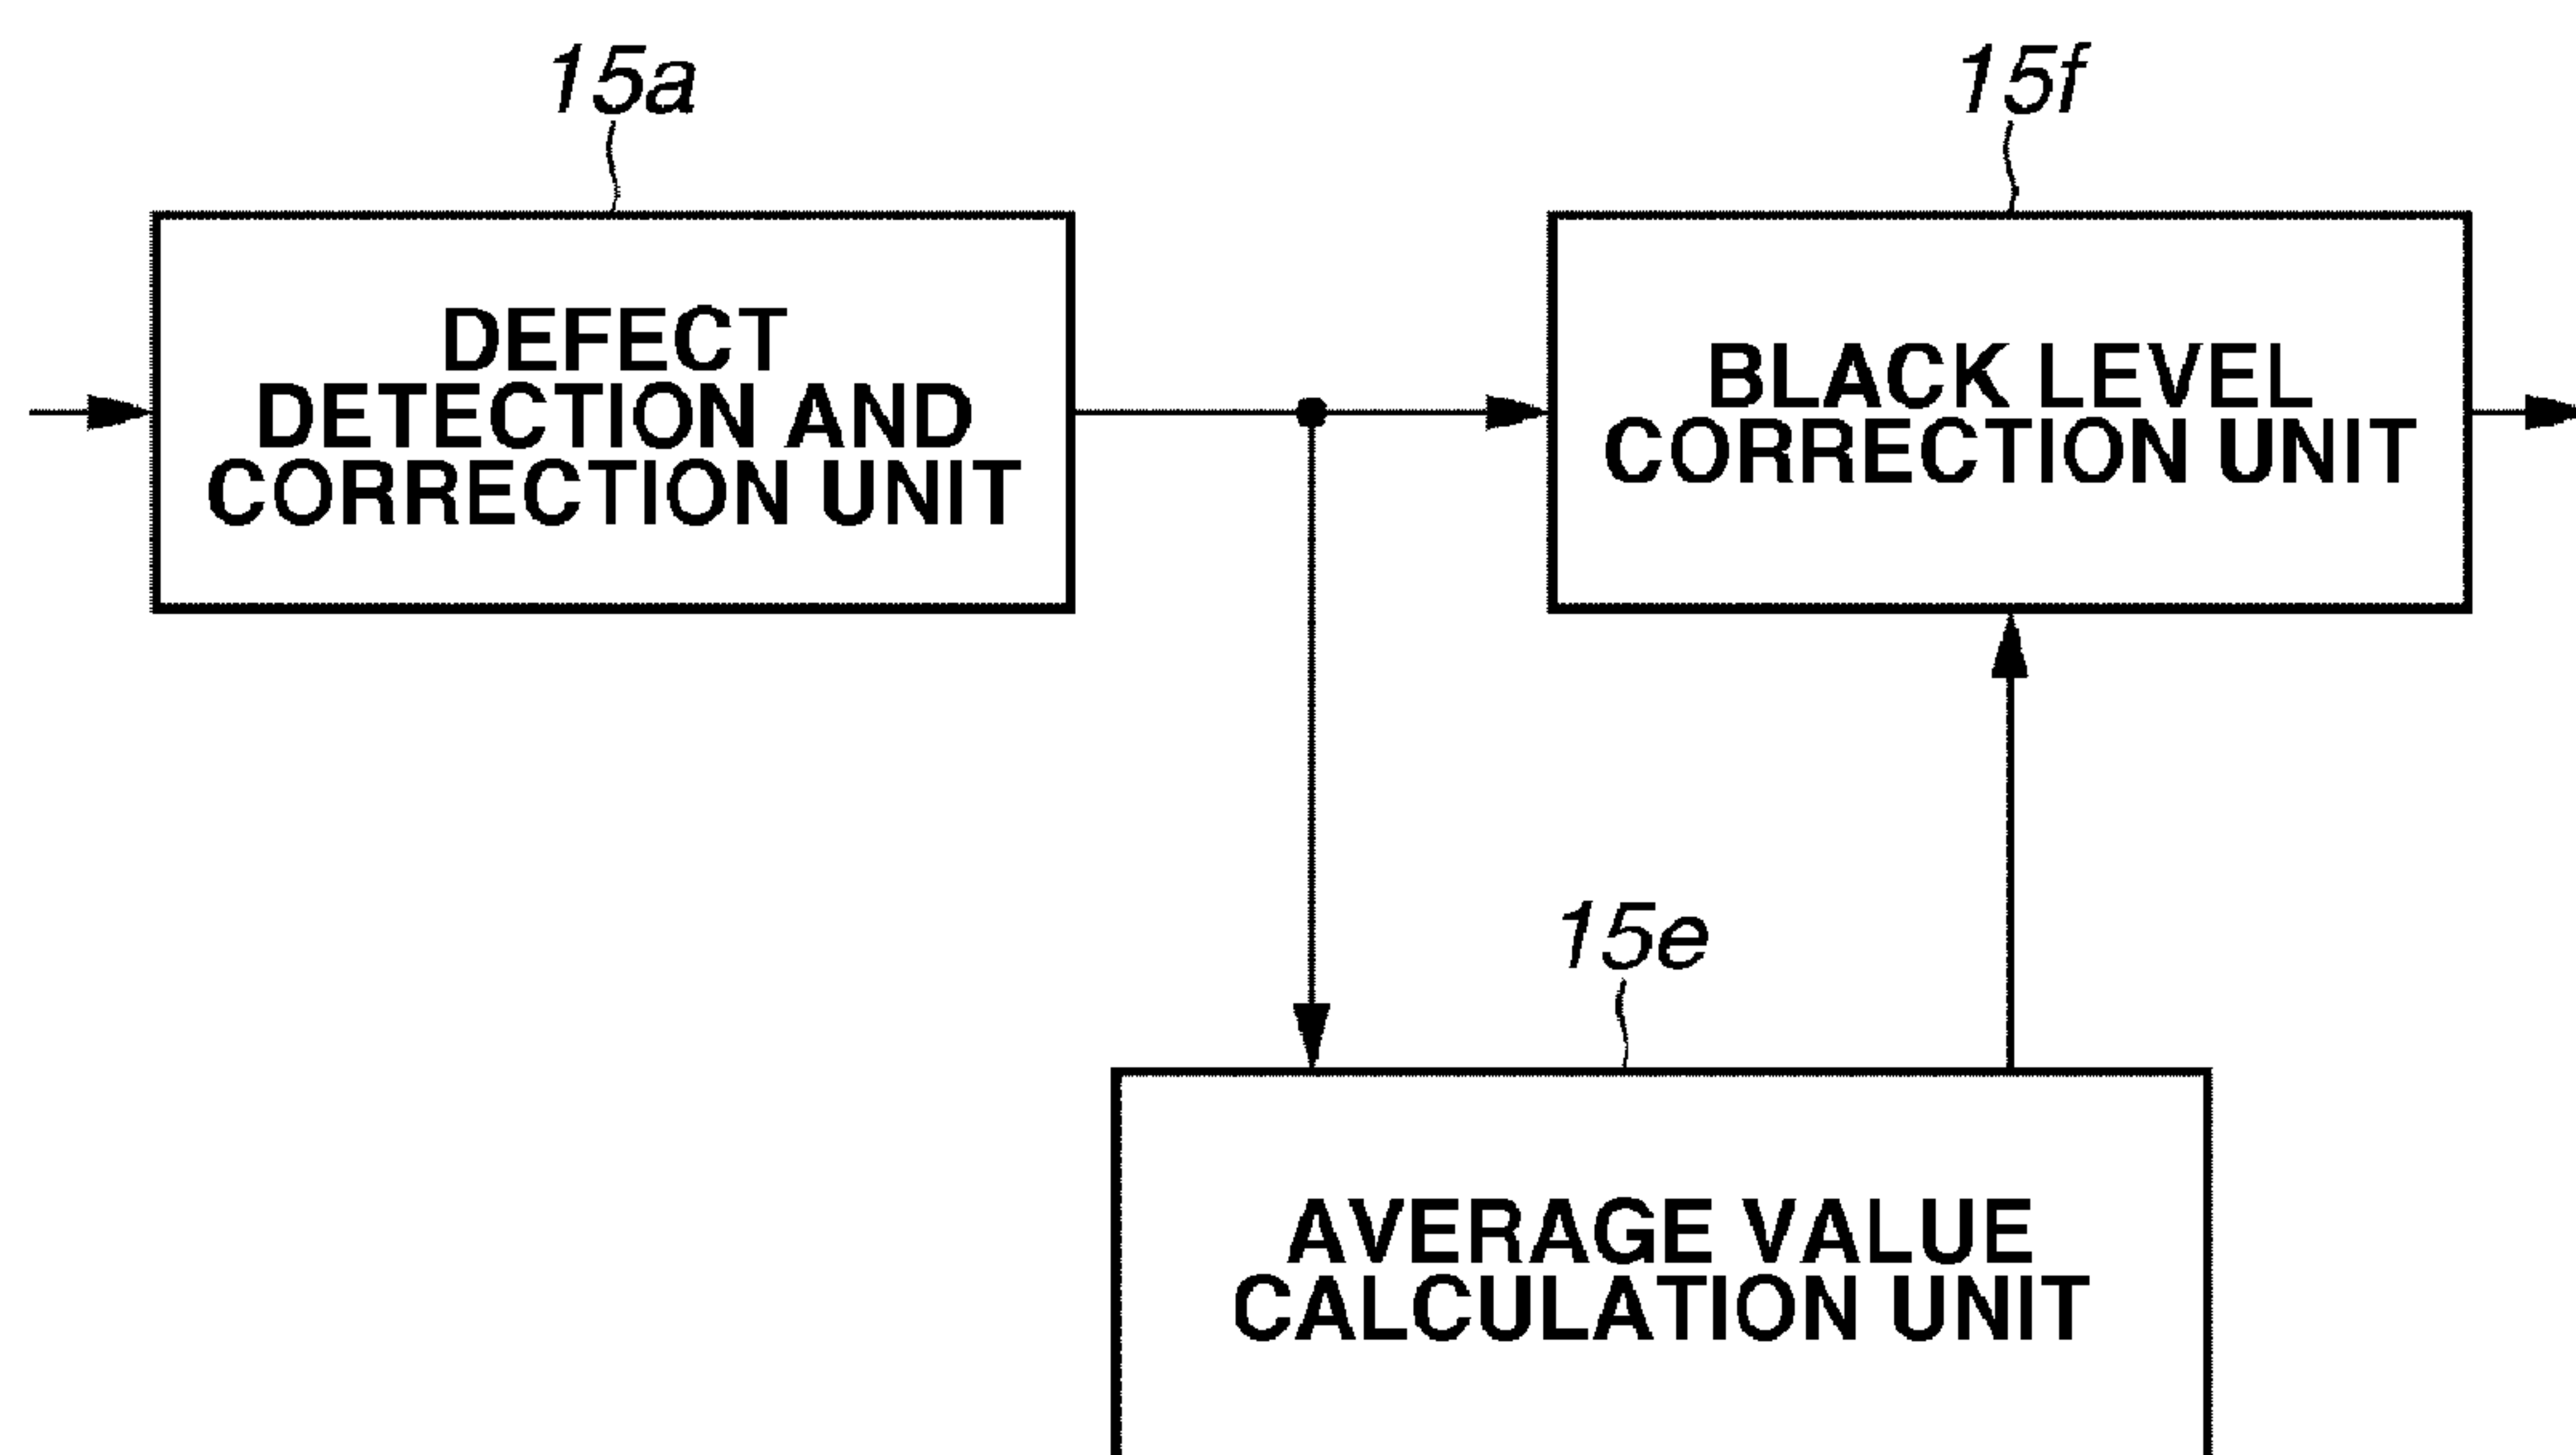 15a
15f
DEFECT
DETECTION AND
CORRECTION UNIT
BLACK LEVEL
CORRECTION UNIT
15e
AVERAGE VALUE
CALCULATION UNIT